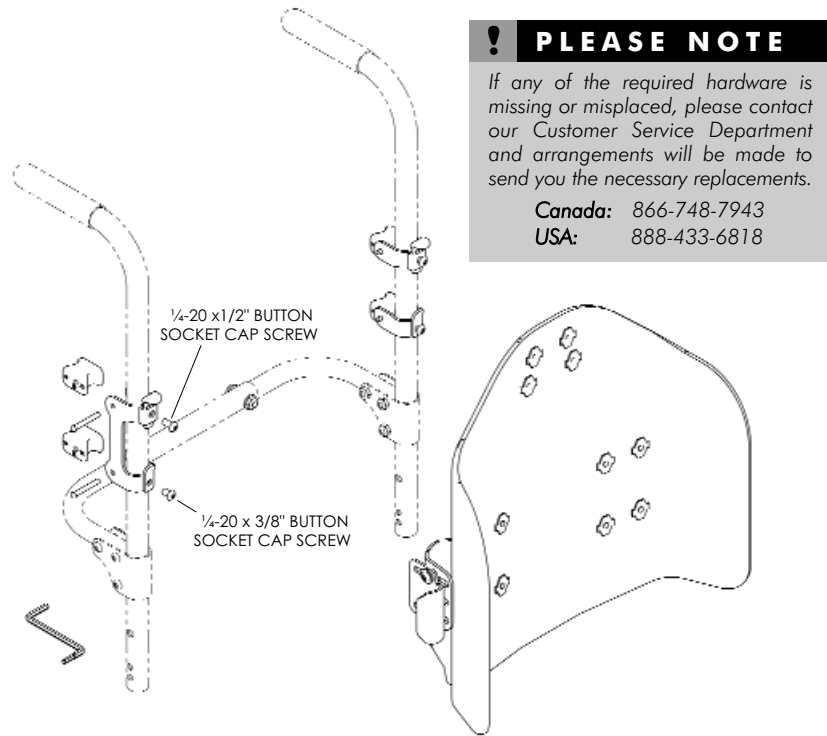 ! PLEASE NOTE
If any of the required hardware is
missing or misplaced, please contact
our Customer Service Department
and arrangements will be made to
send you the necessary replacements.
Canada: 866-748-7943
USA: 888-433-6818
¼-20 x1/2" BUTTON
SOCKET CAP SCREW
¼-20 x 3/8" BUTTON
SOCKET CAP SCREW